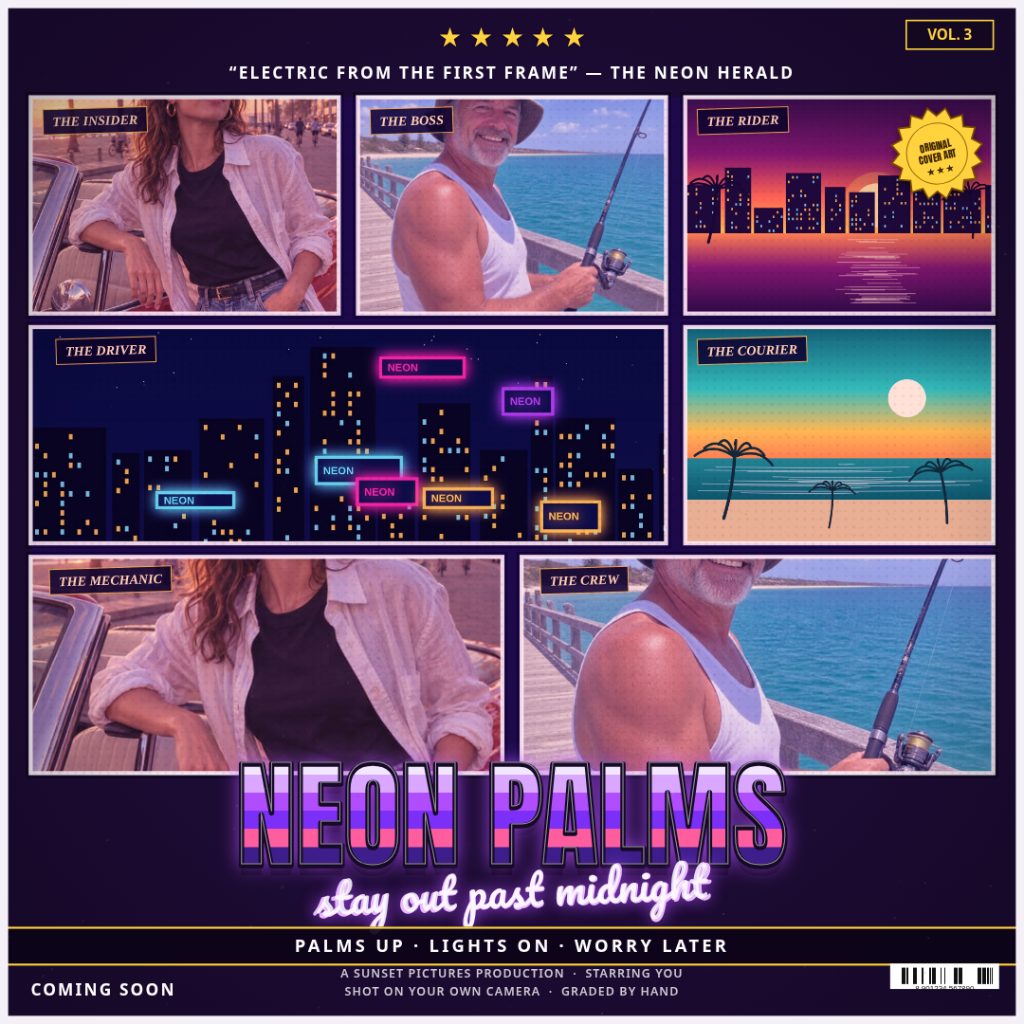 VOL. 3
“ELECTRIC FROM THE FIRST FRAME” — THE NEON HERALD
THE INSIDER
THE BOSS
THE RIDER
ORIGINAL
COVER ART
THE DRIVER
NEON
NEON
NEON
NEON
NEON
NEON
NEON
THE COURIER
THE MECHANIC
THE CREW
NEON PALMS
stay out past midnight
PALMS UP · LIGHTS ON · WORRY LATER
A SUNSET PICTURES PRODUCTION · STARRING YOU
SHOT ON YOUR OWN CAMERA · GRADED BY HAND
COMING SOON